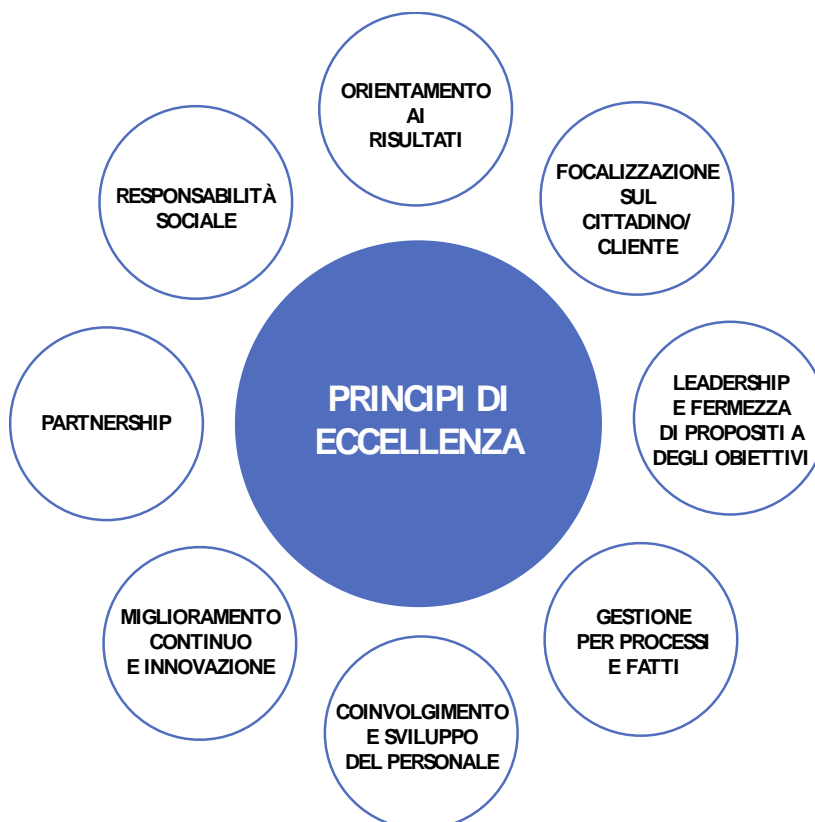 ORIENTAMENTO
AI
RISULTATI
FOCALIZZAZIONE
SUL
CITTADINO/
CLIENTE
LEADERSHIP
E FERMEZZA
DI PROPOSITI A
DEGLI OBIETTIVI
GESTIONE
PER PROCESSI
E FATTI
COINVOLGIMENTO
E SVILUPPO
DEL PERSONALE
MIGLIORAMENTO
CONTINUO
E INNOVAZIONE
PARTNERSHIP
RESPONSABILITÀ
SOCIALE
PRINCIPI DI
ECCELLENZA